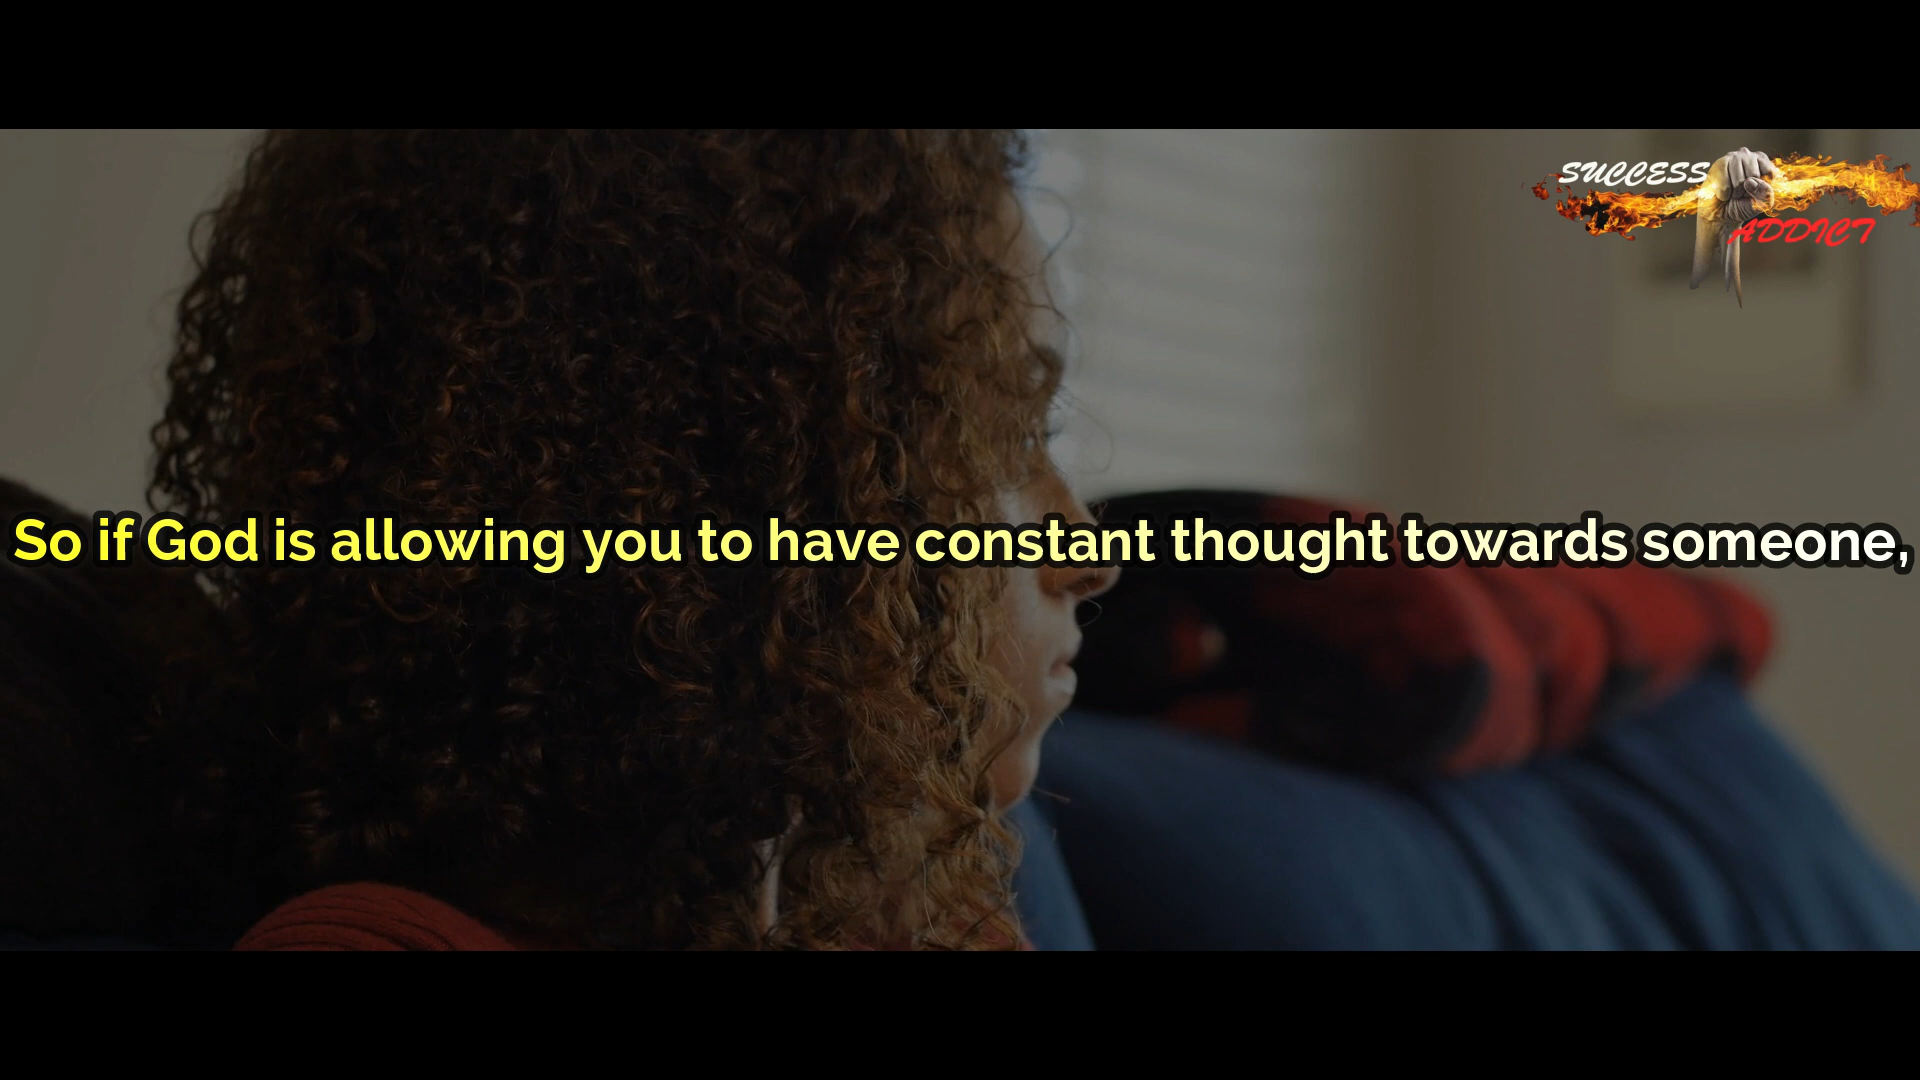 SUCCESS
ADDICT
So if God is allowing you to have constant thought towards someone,